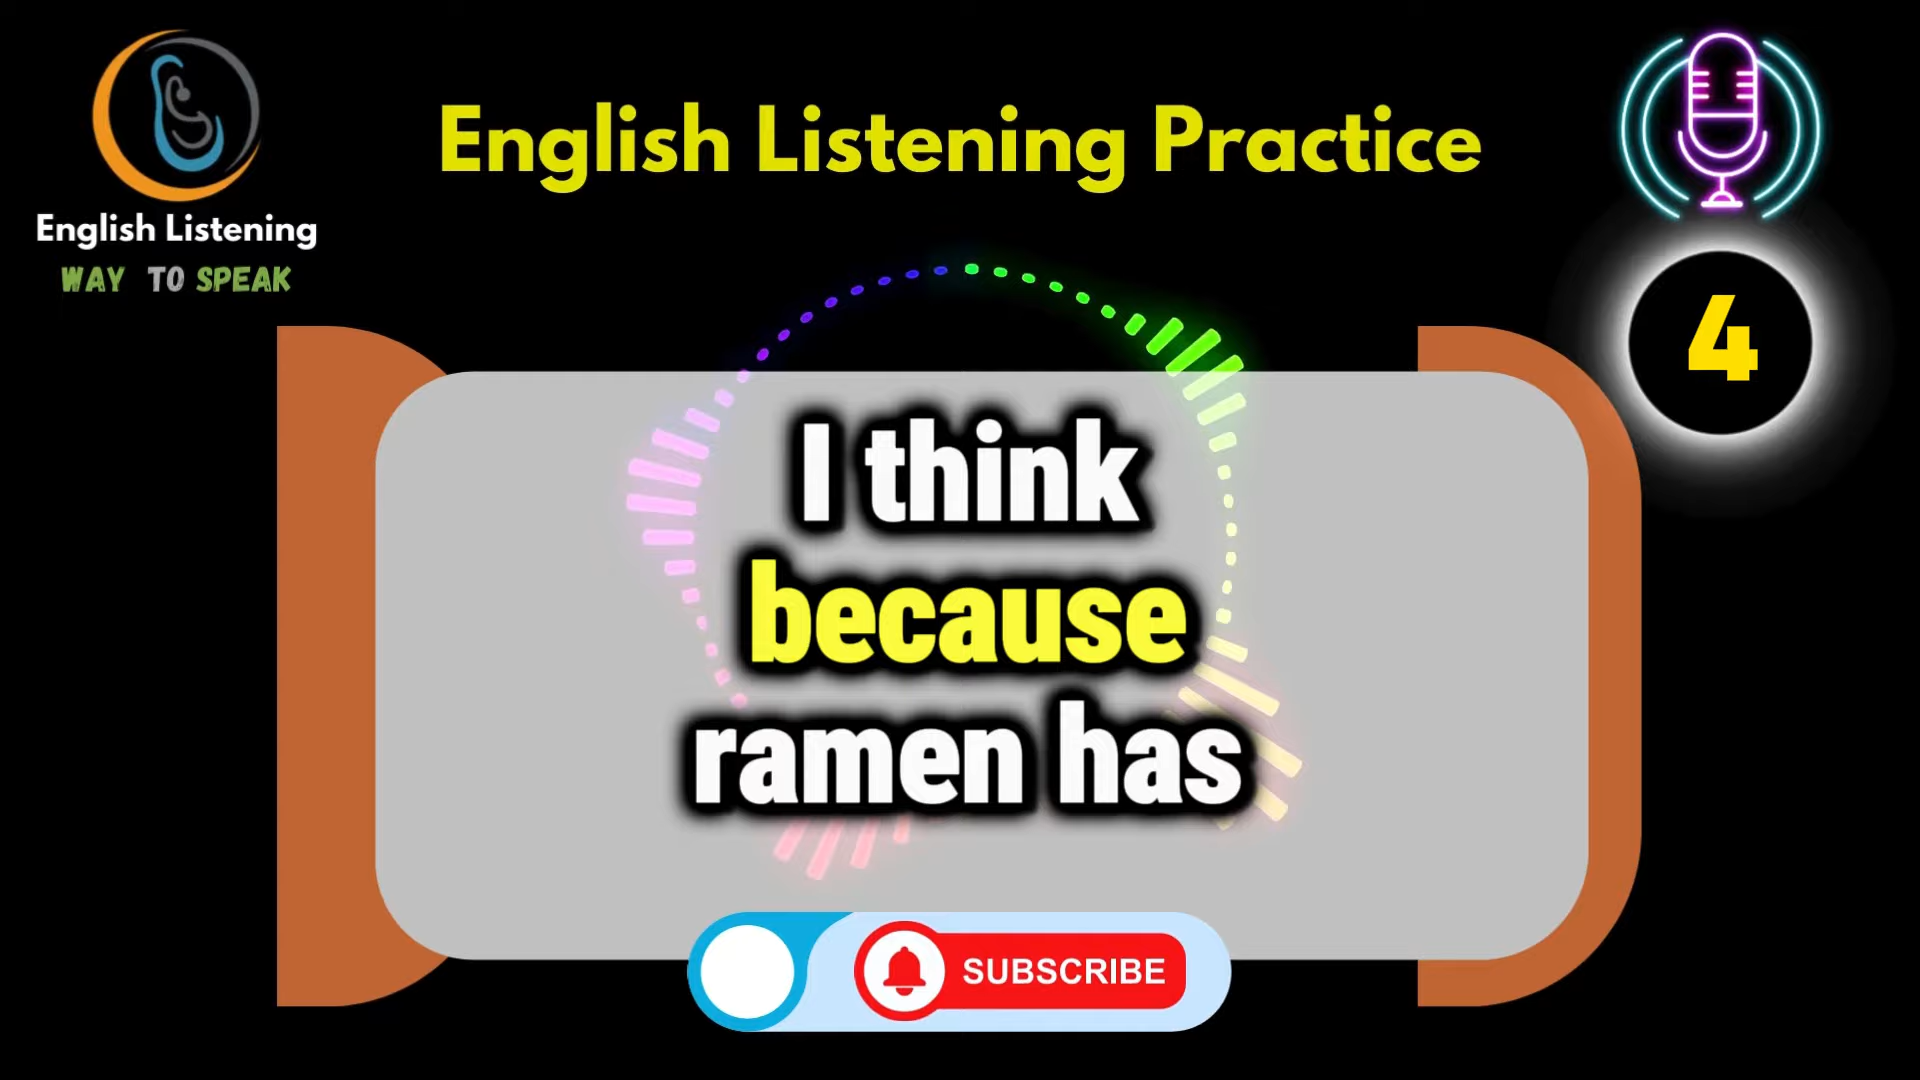 English Listening Practice
English Listening
WAY TO SPEAK
4
I think
because
ramen has
SUBSCRIBE